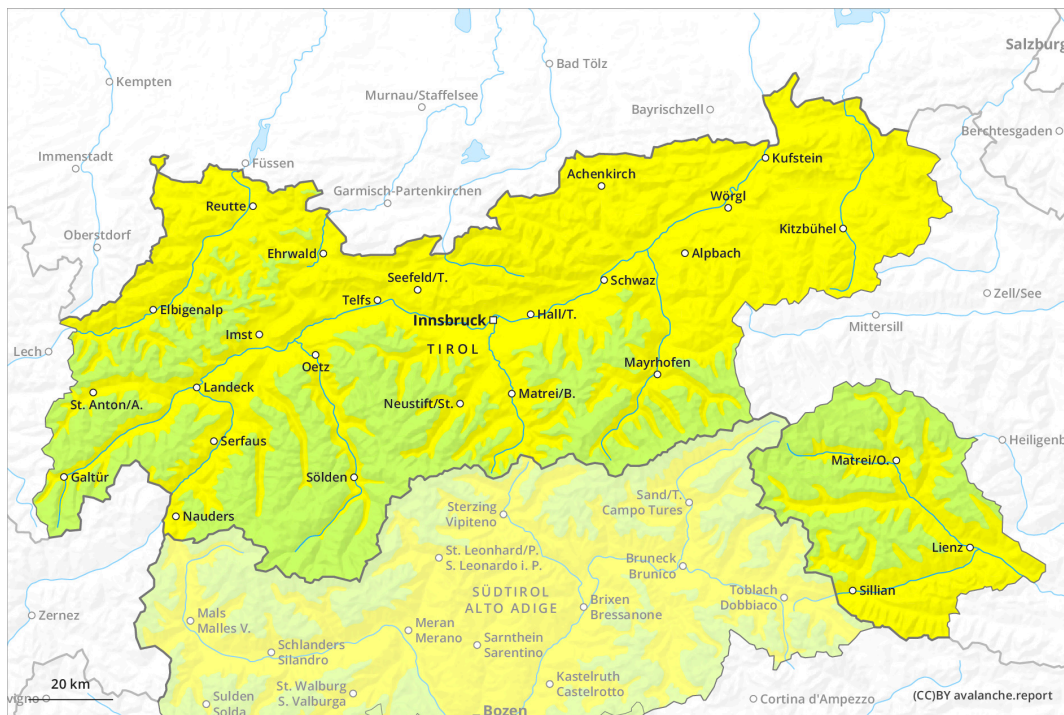 Salzburg
Kempten
Bad Tölz
Murnau/Staffelsee
Bayrischzell
Berchtesgaden
Immenstadt
Füssen
Kufstein
Achenkirch
Garmisch-Partenkirchen
Wörgl
Reutte
Oberstdorf
Kitzbühel
Ehrwald
Alpbach
Seefeld/T.
Schwaz
Telfs
Zell/See
Elbigenalp
Hall/T.
Innsbruck
Mittersill
Imst
TIROL
Lech
Oetz
Mayrhofen
Landeck
St. Anton/A.
Neustift/St.
Matrei/B.
Serfaus
Matrei/O.
Galtür
Sölden
Sterzing
Vipiteno
Sand/T.
Campo Tures
Nauders
Lienz
St. Leonhard/P.
S. Leonardo i. P.
Bruneck
Brunico
Sillian
SÜDTIROL
ALTO ADIGE
Toblach
Dobbiaco
Zernez
Mals
Malles V.
Brixen
Bressanone
Meran
Merano
Schlanders
Silandro
Sarnthein
Sarentino
20 km
St. Walburg
S. Valburga
Kastelruth
Castelrotto
Sulden
Solda
Cortina d'Ampezzo
(CC)BY avalanche.report
Bozen